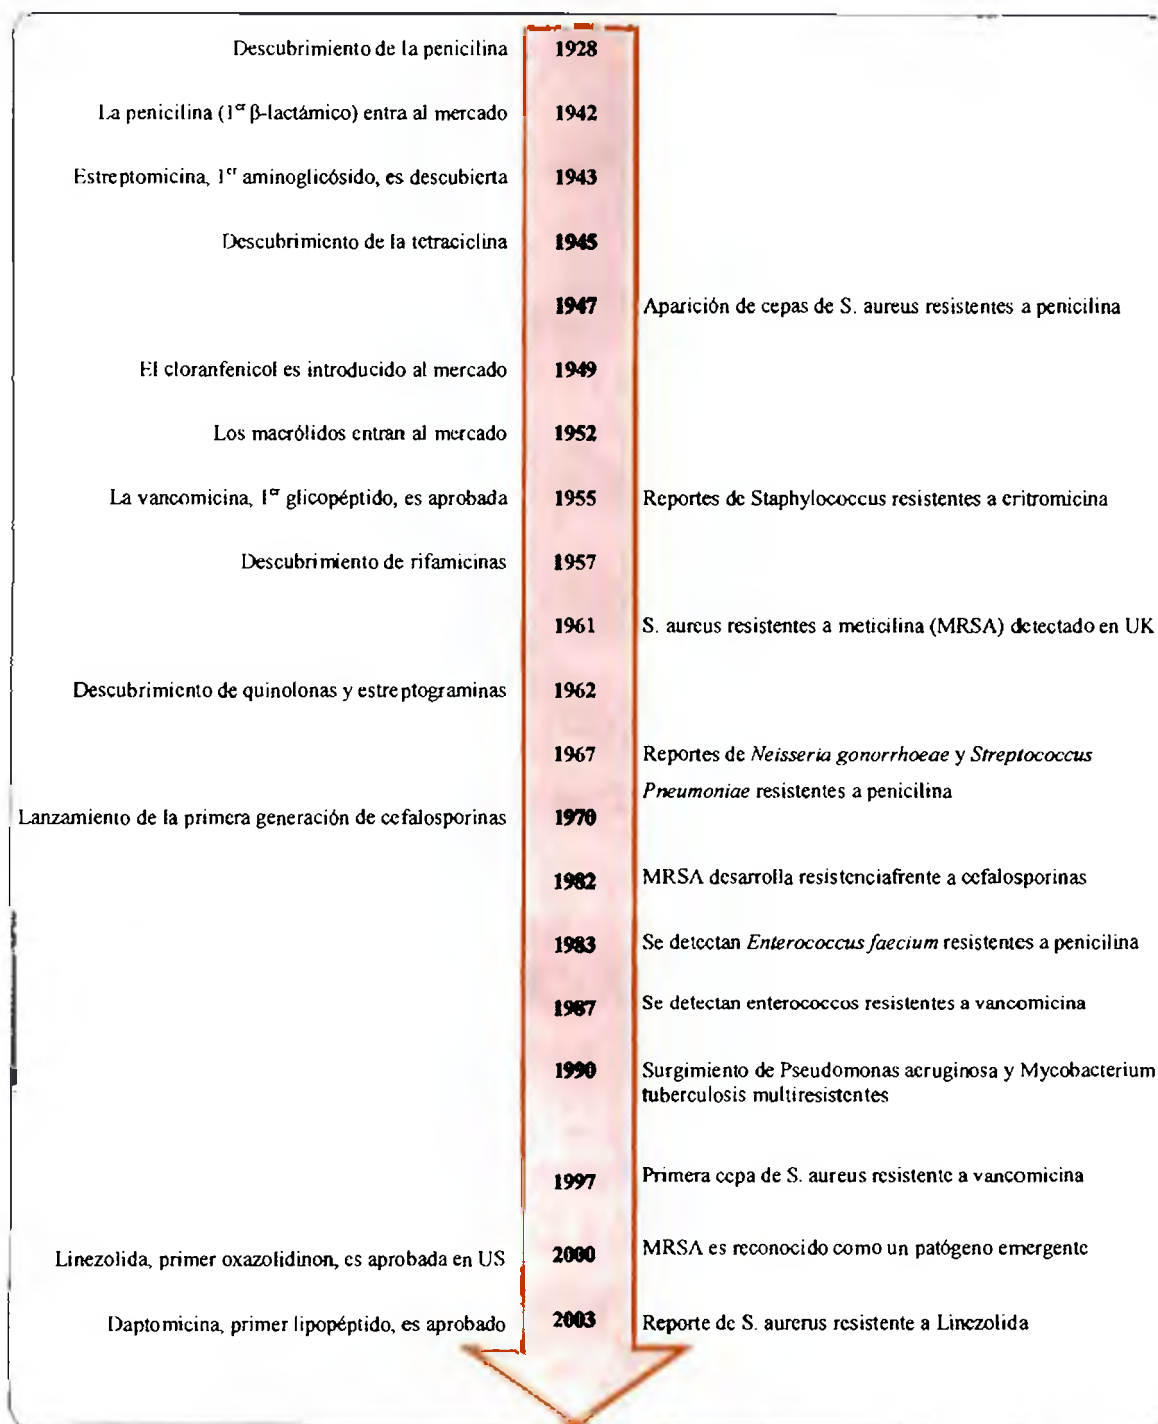 Descubrimiento de la penicilina 1928
La penicilina (1er β-lactámico) entra al mercado 1942
Estreptomicina, 1er aminoglicósido, es descubierta 1943
Descubrimiento de la tetraciclina 1945
1947 Aparición de cepas de S. aureus resistentes a penicilina
El cloranfenicol es introducido al mercado 1949
Los macrólidos entran al mercado 1952
La vancomicina, 1er glicopéptido, es aprobada 1955 Reportes de Staphylococcus resistentes a eritromicina
Descubrimiento de rifamicinas 1957
1961 S. aureus resistentes a meticilina (MRSA) detectado en UK
Descubrimiento de quinolonas y estreptograminas 1962
1967 Reportes de Neisseria gonorrhoeae y Streptococcus
Pneumoniae resistentes a penicilina
Lanzamiento de la primera generación de cefalosporinas 1970
1982 MRSA desarrolla resistenciafrente a cefalosporinas
1983 Se detectan Enterococcus faecium resistentes a penicilina
1987 Se detectan enterococcos resistentes a vancomicina
1990 Surgimiento de Pseudomonas aeruginosa y Mycobacterium
tuberculosis multiresistentes
1997 Primera cepa de S. aureus resistente a vancomicina
Linezolida, primer oxazolidinon, es aprobada en US 2000 MRSA es reconocido como un patógeno emergente
Daptomicina, primer lipopéptido, es aprobado 2003 Reporte de S. aurerus resistente a Linezolida